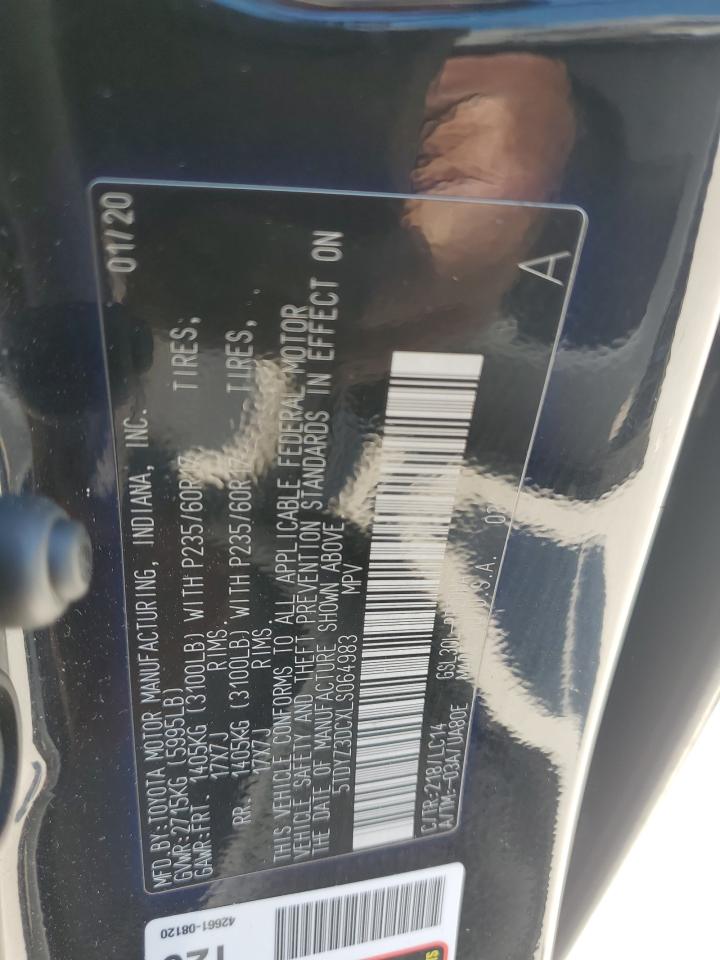 MFD.BY:TOYOTA MOTOR MANUFACTURING, INDIANA, INC. 01/20
GVWR:2715KG (5995LB)
GAWR:FRT. 1405KG (3100LB) WITH P235/60R17 TIRES,
17X7J RIMS
RR. 1405KG (3100LB) WITH P235/60R17 TIRES,
17X7J RIMS
THIS VEHICLE CONFORMS TO ALL APPLICABLE FEDERAL MOTOR
VEHICLE SAFETY AND THEFT PREVENTION STANDARDS IN EFFECT ON
THE DATE OF MANUFACTURE SHOWN ABOVE.
5TDYZ3DCXLS064983 MPV
C/TR:218/LC14
A/TM:-03A/UA80E
A
42661-08120